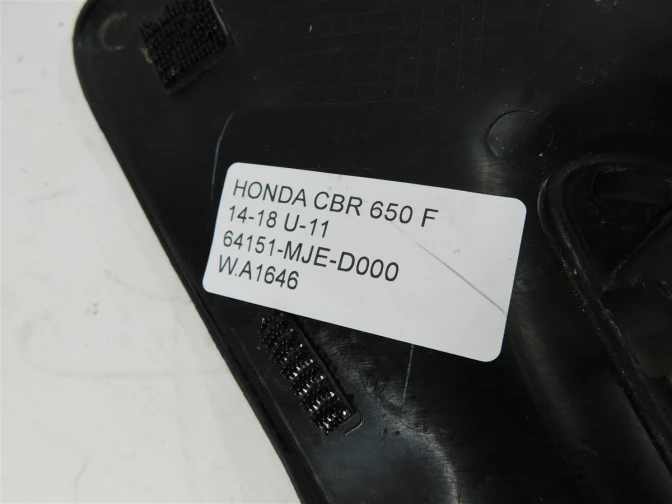 HONDA CBR 650 F
14-18 U-11
64151-MJE-D000
W.A1646